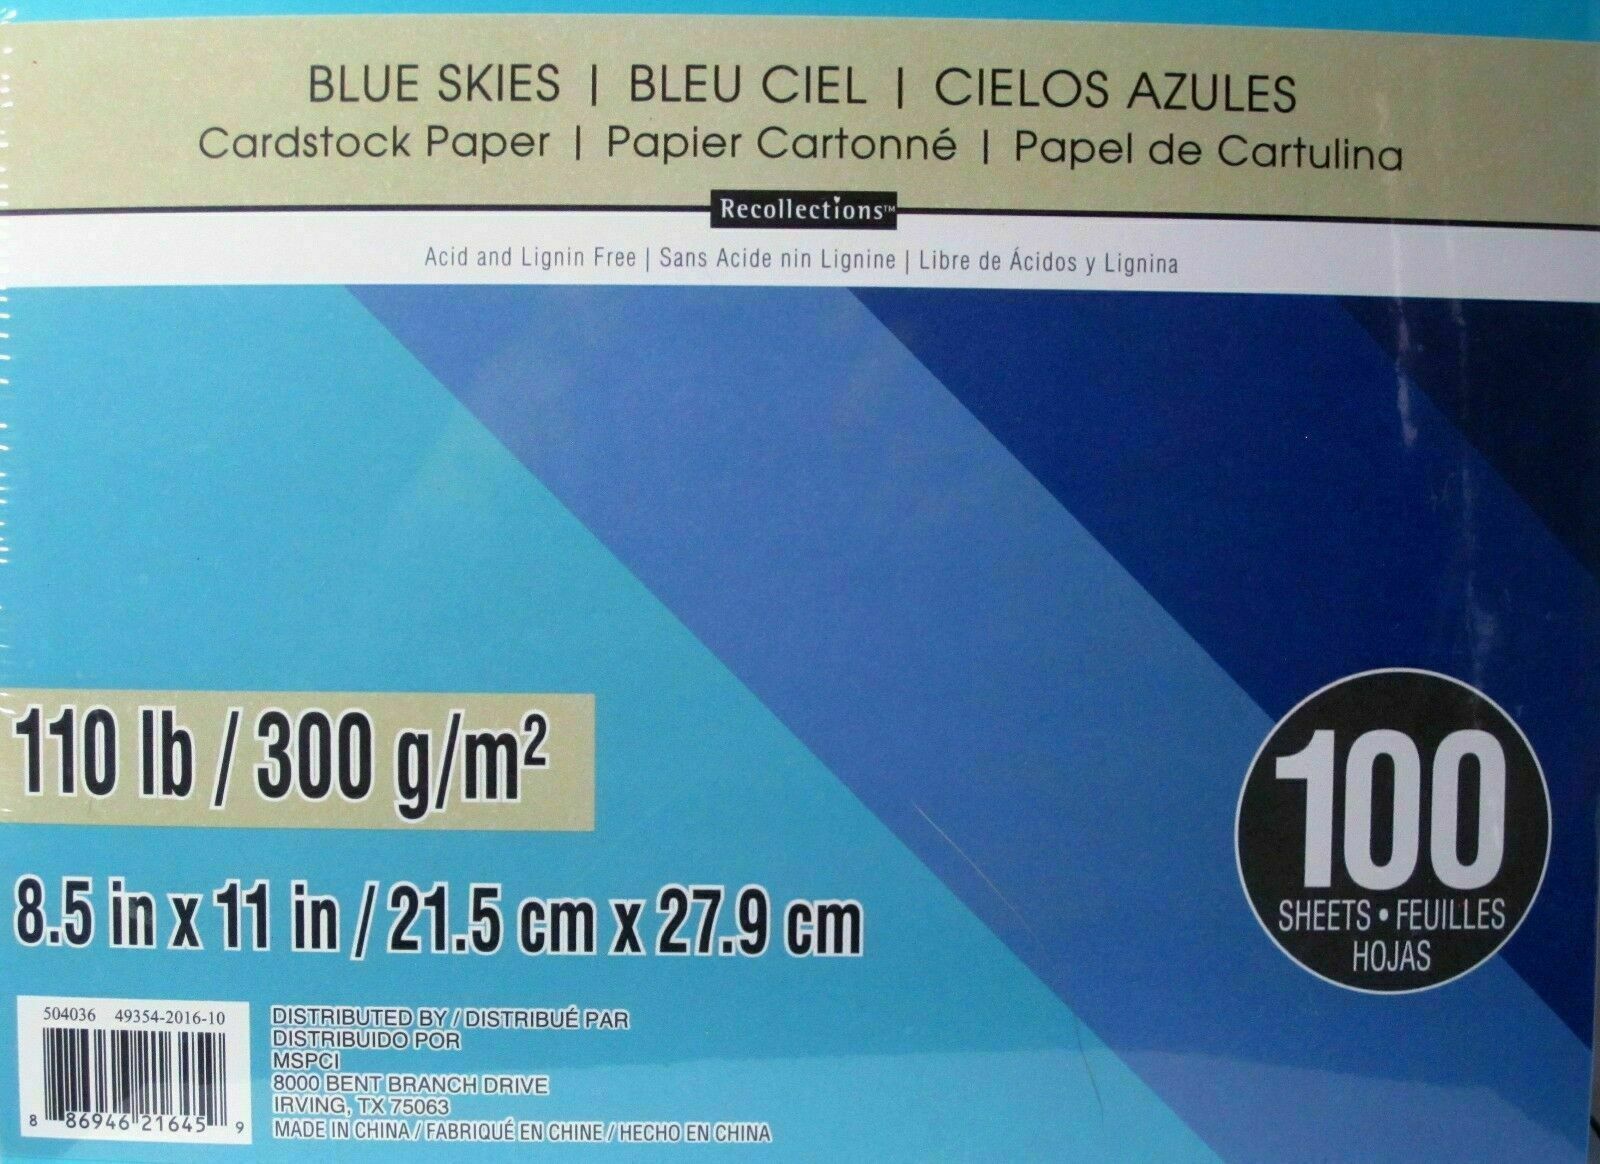 BLUE SKIES | BLEU CIEL | CIELOS AZULES
Cardstock Paper | Papier Cartonné | Papel de Cartulina
Recollections™
Acid and Lignin Free | Sans Acide nin Lignine | Libre de Ácidos y Lignina
110 lb / 300 g/m²
8.5 in x 11 in / 21.5 cm x 27.9 cm
100
SHEETS • FEUILLES
HOJAS
504036 49354-2016-10
8 86946 21645 9
DISTRIBUTED BY / DISTRIBUÉ PAR
DISTRIBUIDO POR
MSPCI
8000 BENT BRANCH DRIVE
IRVING, TX 75063
MADE IN CHINA / FABRIQUÉ EN CHINE / HECHO EN CHINA